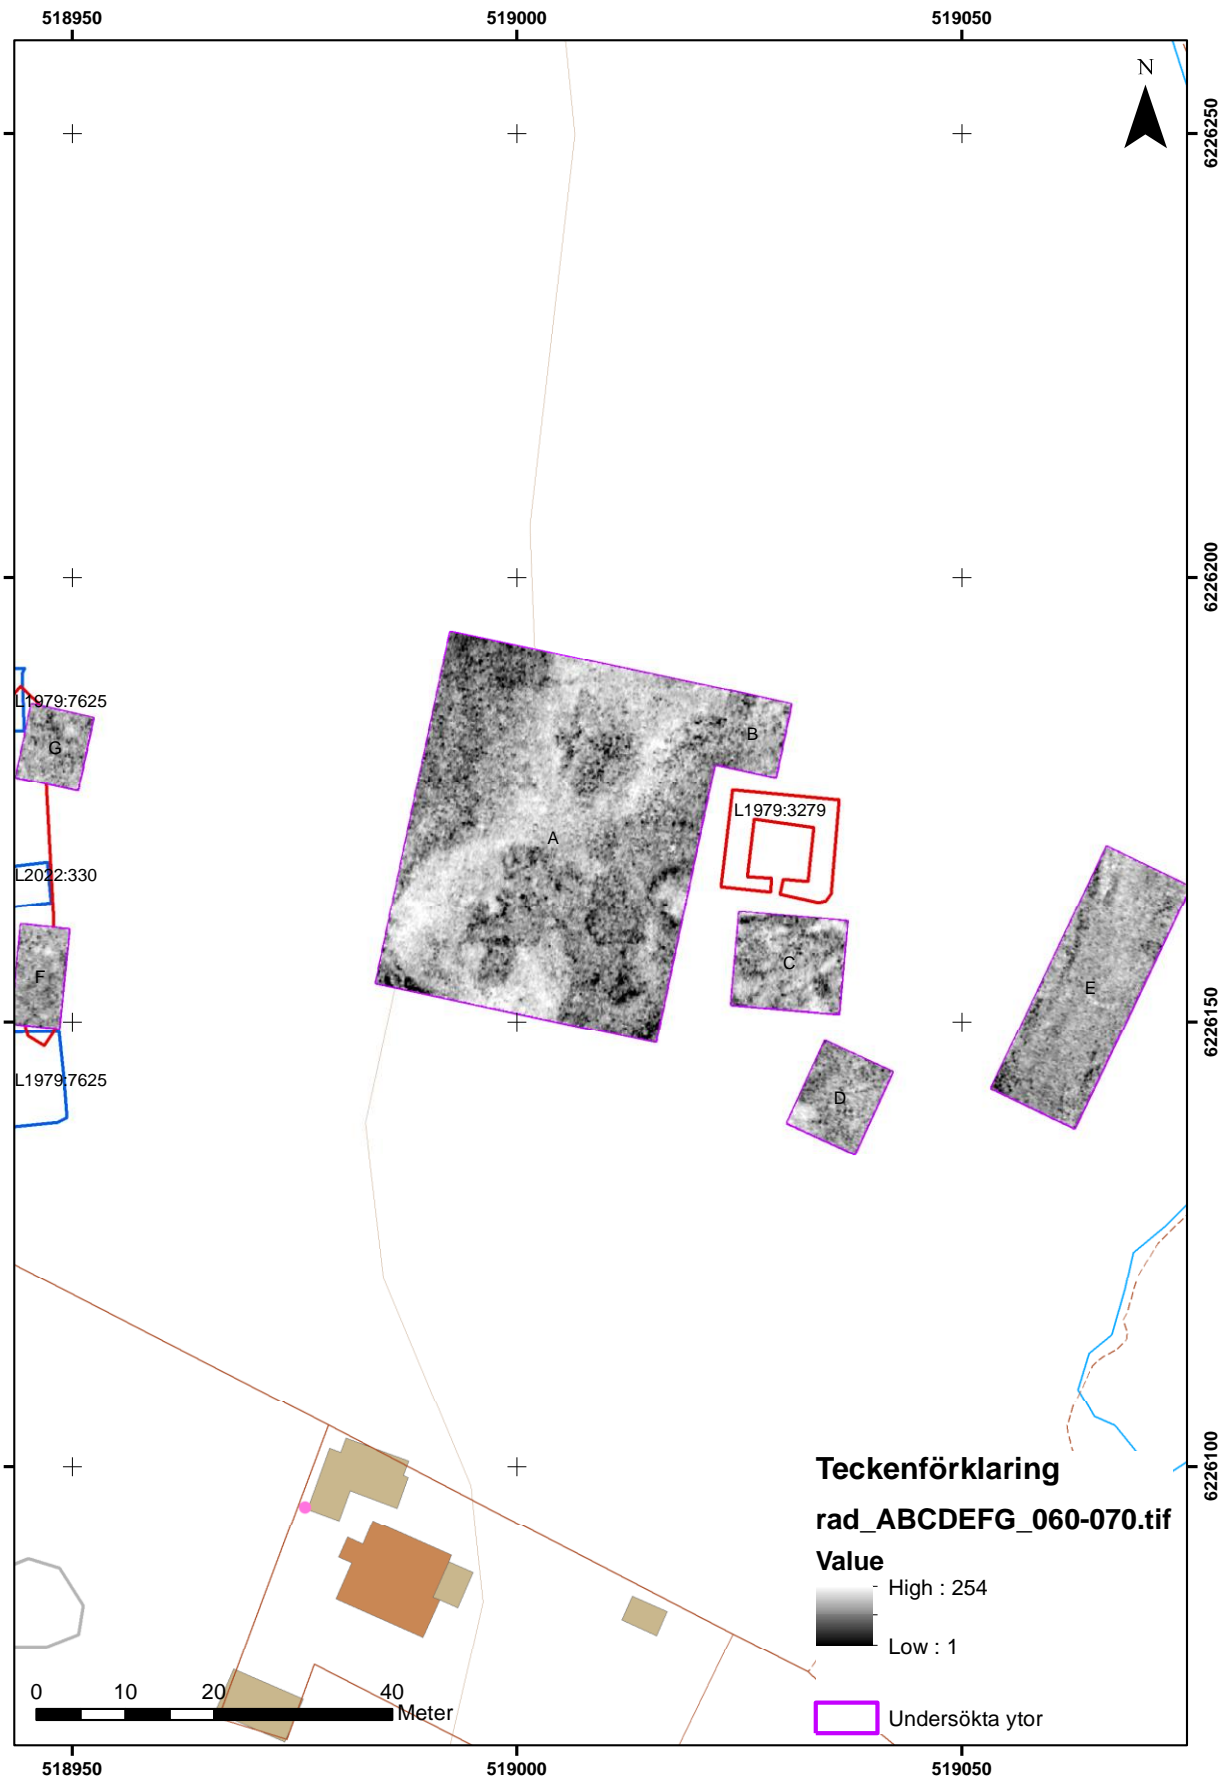 518950
519000
519050
N
6226250
6226200
L1979:7625
G
B
L1979:3279
A
L2022:330
F
C
E
6226150
L1979:7625
D
6226100
Teckenförklaring
rad_ABCDEFG_060-070.tif
Value
High : 254
Low : 1
Undersökta ytor
0 10 20 40
Meter
518950
519000
519050